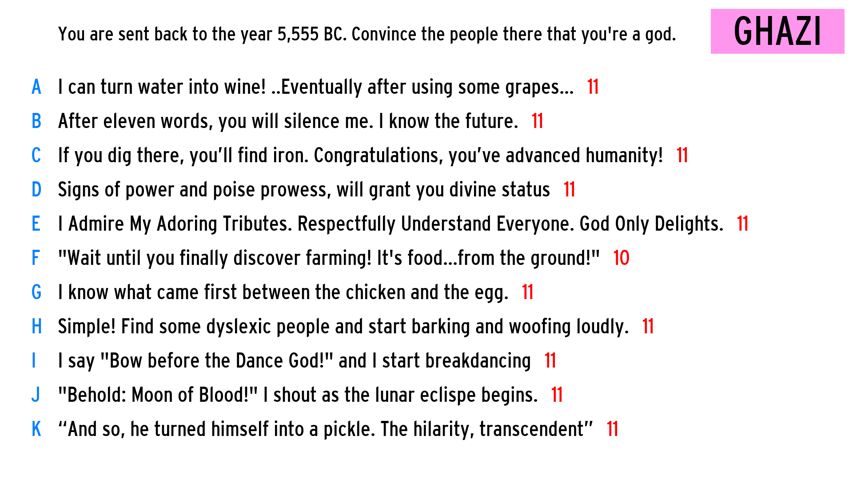 You are sent back to the year 5,555 BC. Convince the people there that you're a god.
GHAZI
A I can turn water into wine! ..Eventually after using some grapes... 11
B After eleven words, you will silence me. I know the future. 11
C If you dig there, you’ll find iron. Congratulations, you’ve advanced humanity! 11
D Signs of power and poise prowess, will grant you divine status 11
E I Admire My Adoring Tributes. Respectfully Understand Everyone. God Only Delights. 11
F "Wait until you finally discover farming! It's food...from the ground!" 10
G I know what came first between the chicken and the egg. 11
H Simple! Find some dyslexic people and start barking and woofing loudly. 11
I I say "Bow before the Dance God!" and I start breakdancing 11
J "Behold: Moon of Blood!" I shout as the lunar eclispe begins. 11
K “And so, he turned himself into a pickle. The hilarity, transcendent” 11